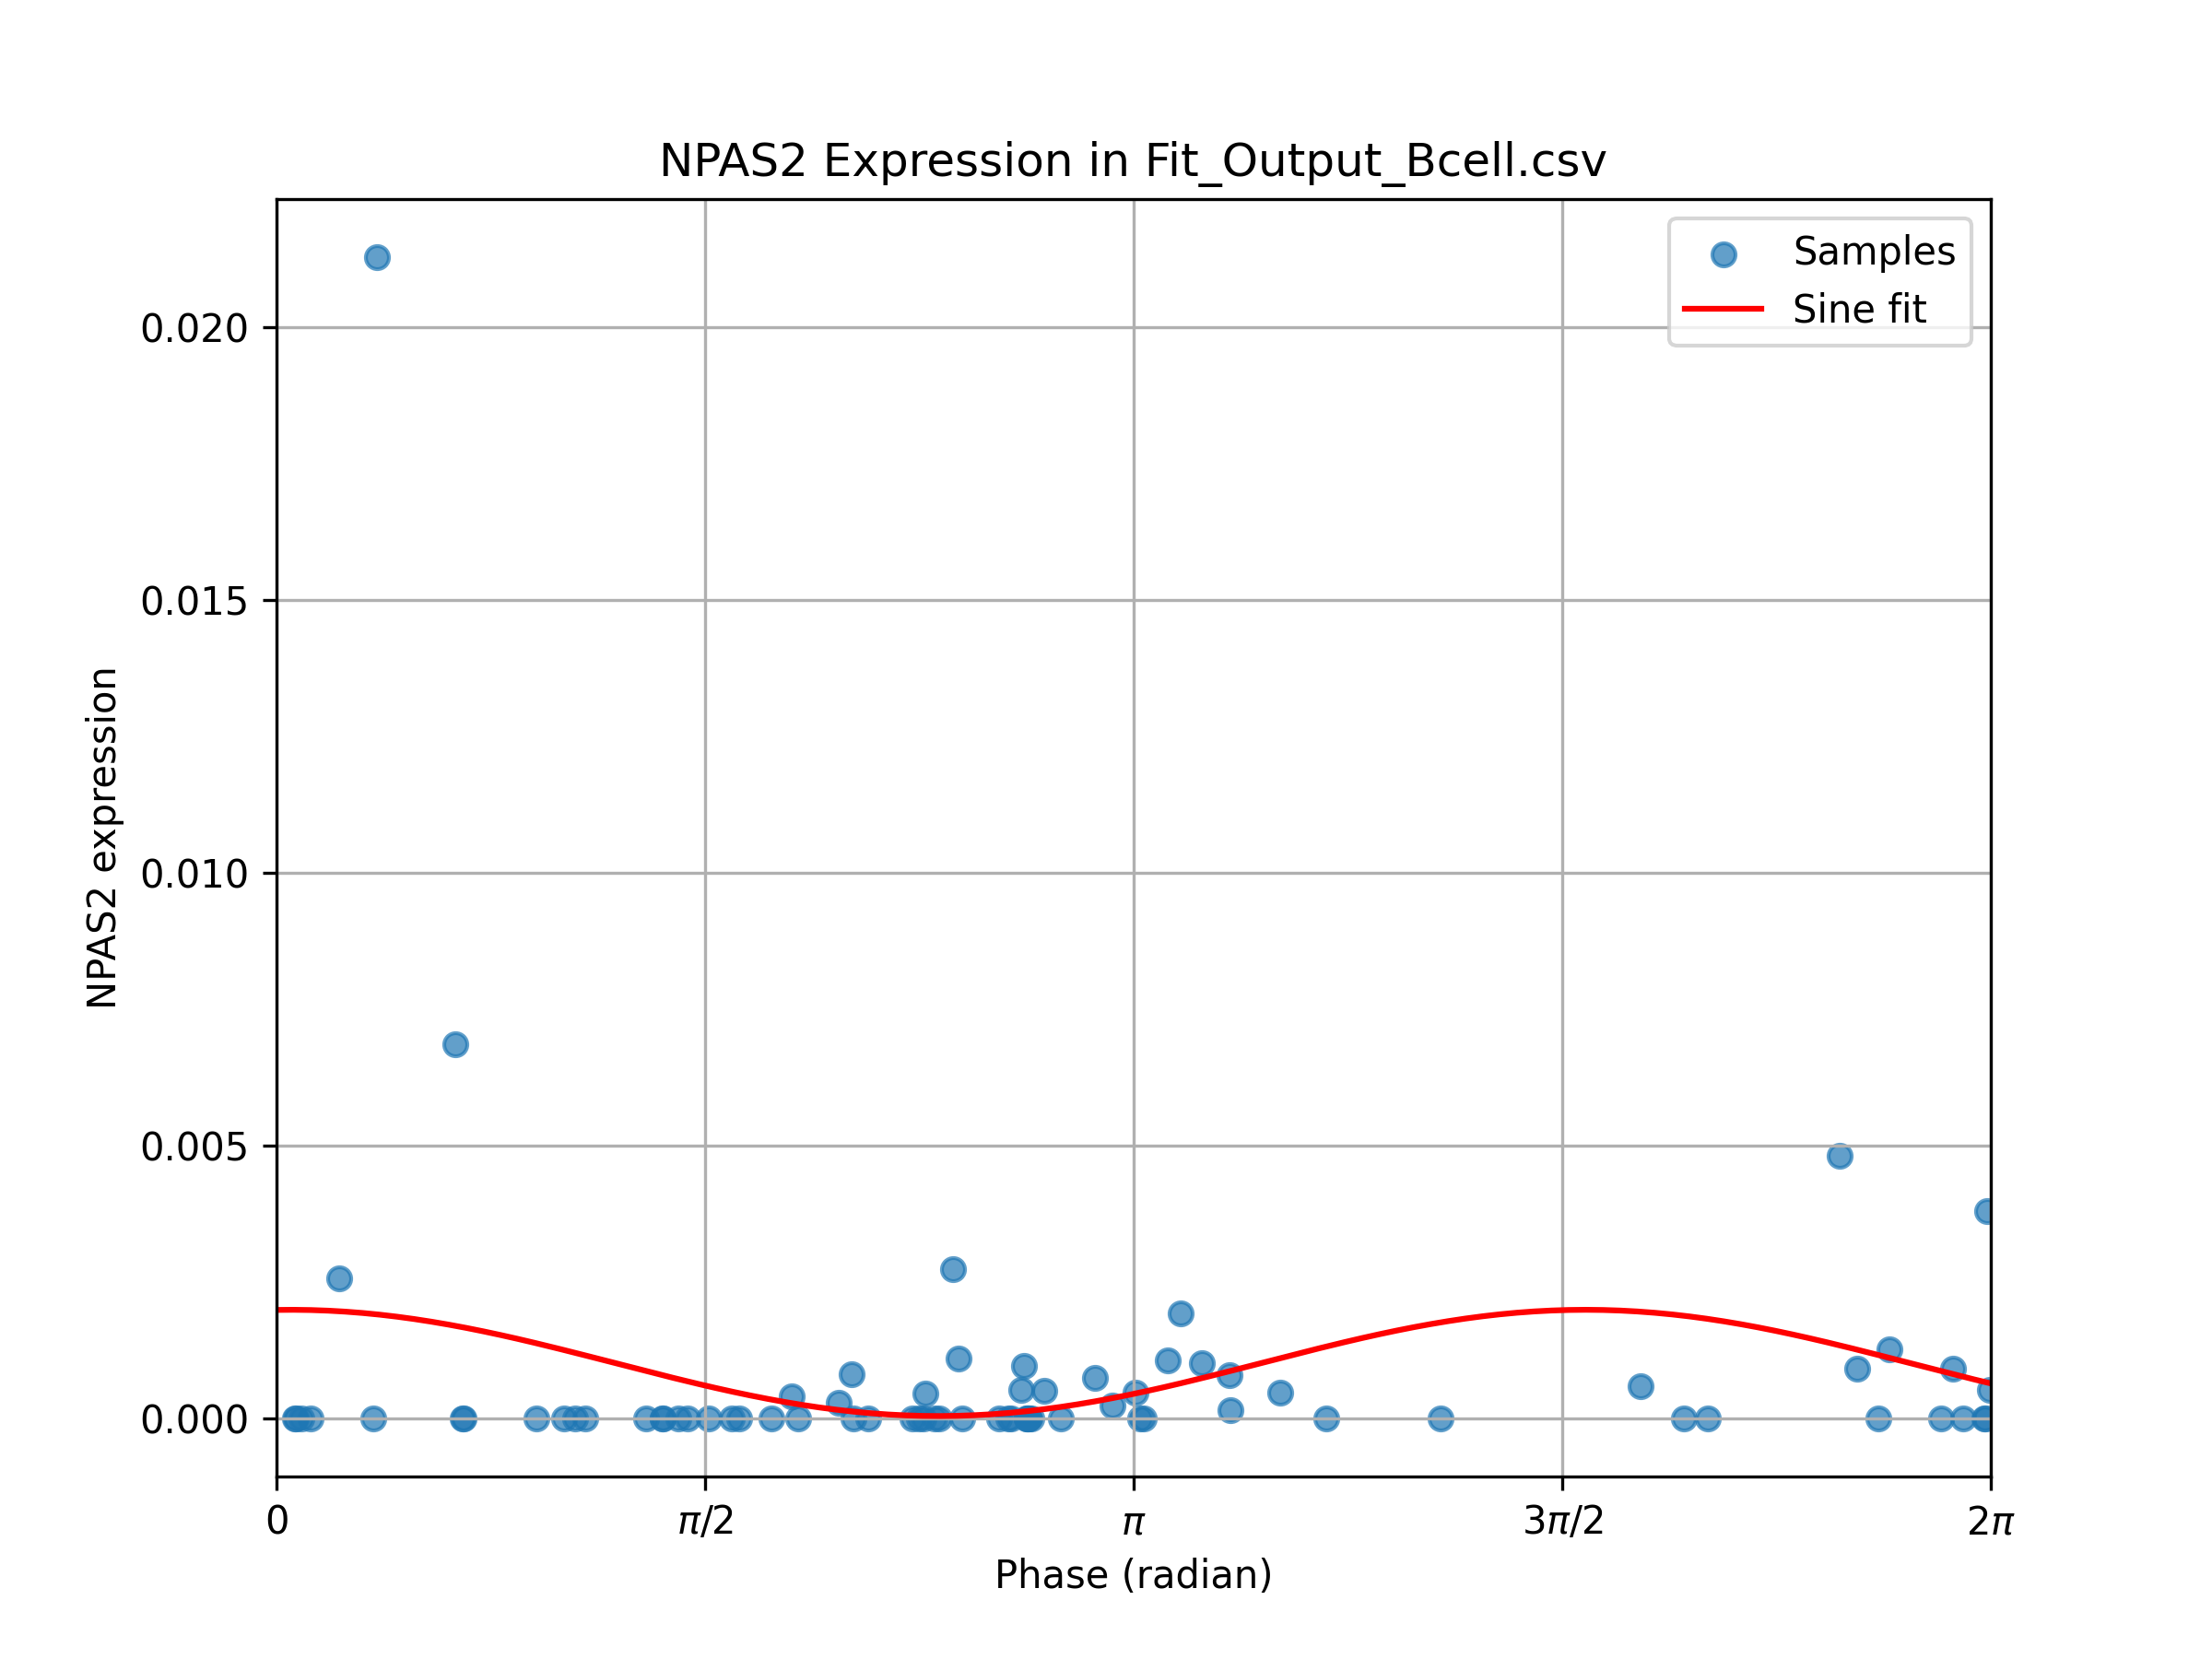 NPAS2 Expression in Fit_Output_Bcell.csv
Samples
Sine fit
0.020
0.015
0.010
0.005
0.000
NPAS2 expression
0 π/2 π 3π/2 2π
Phase (radian)